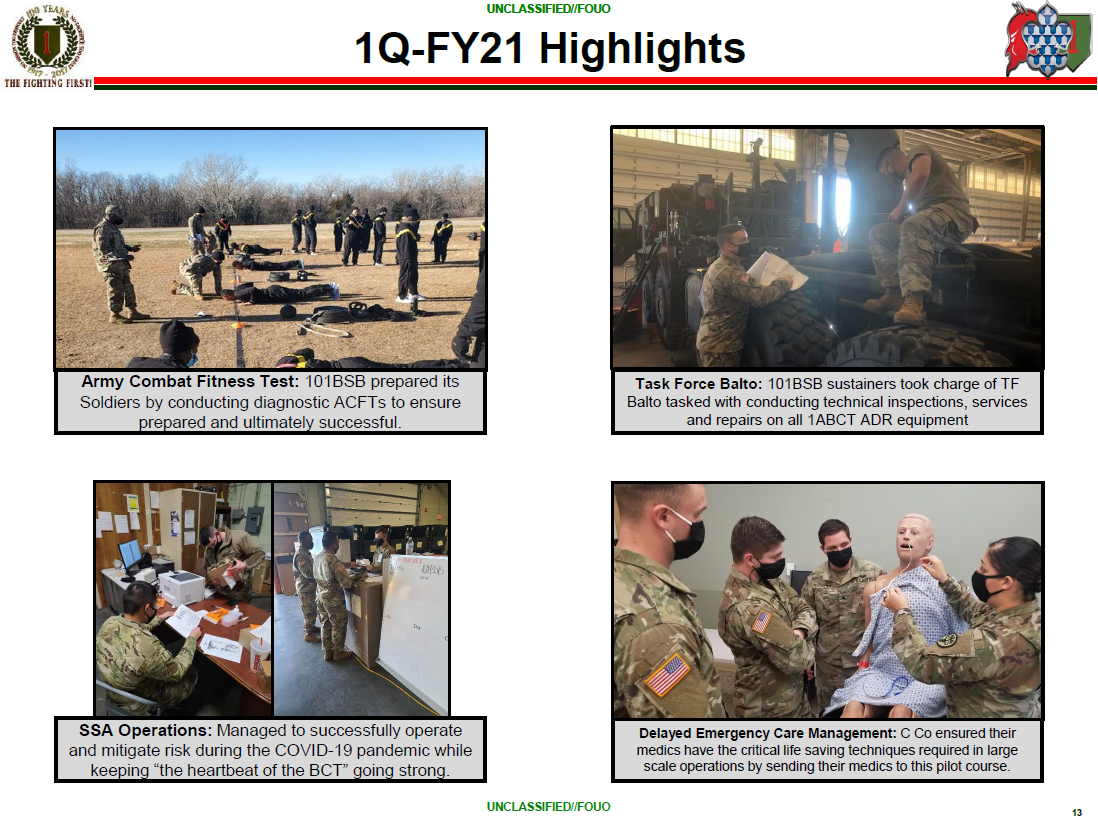 UNCLASSIFIED//FOUO
1Q-FY21 Highlights
100 YEARS
1917 - 2017
THE FIGHTING FIRST!
Army Combat Fitness Test: 101BSB prepared its
Soldiers by conducting diagnostic ACFTs to ensure
prepared and ultimately successful.
Task Force Balto: 101BSB sustainers took charge of TF
Balto tasked with conducting technical inspections, services
and repairs on all 1ABCT ADR equipment
SSA Operations: Managed to successfully operate
and mitigate risk during the COVID-19 pandemic while
keeping “the heartbeat of the BCT” going strong.
Delayed Emergency Care Management: C Co ensured their
medics have the critical life saving techniques required in large
scale operations by sending their medics to this pilot course.
UNCLASSIFIED//FOUO
13